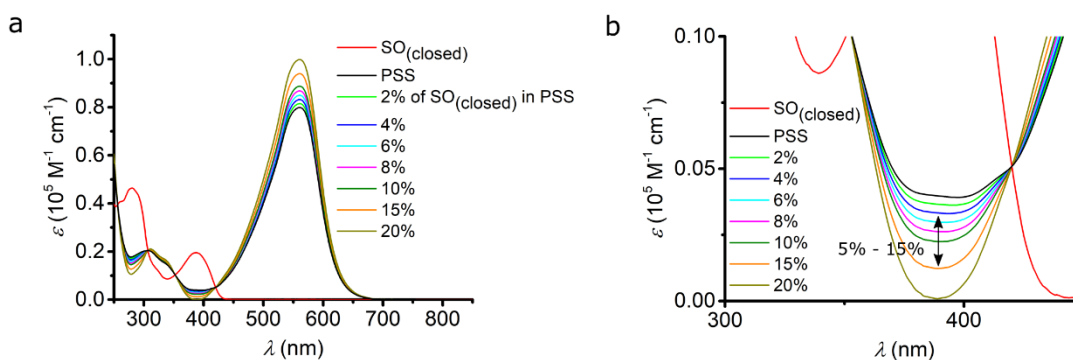 a
ε (10⁵ M⁻¹ cm⁻¹)
1.0
0.8
0.6
0.4
0.2
0.0
300 400 500 600 700 800
λ (nm)
SO(closed)
PSS
2% of SO(closed) in PSS
4%
6%
8%
10%
15%
20%
b
ε (10⁵ M⁻¹ cm⁻¹)
0.10
0.05
0.00
300 400
λ (nm)
SO(closed)
PSS
2%
4%
6%
8%
10%
15%
20%
5% - 15%